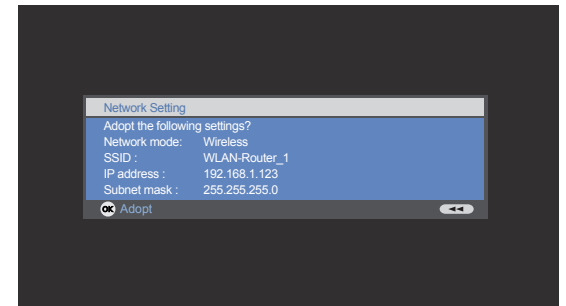 Network Setting
Adopt the following settings?
Network mode: Wireless
SSID : WLAN-Router_1
IP address : 192.168.1.123
Subnet mask : 255.255.255.0
OK Adopt